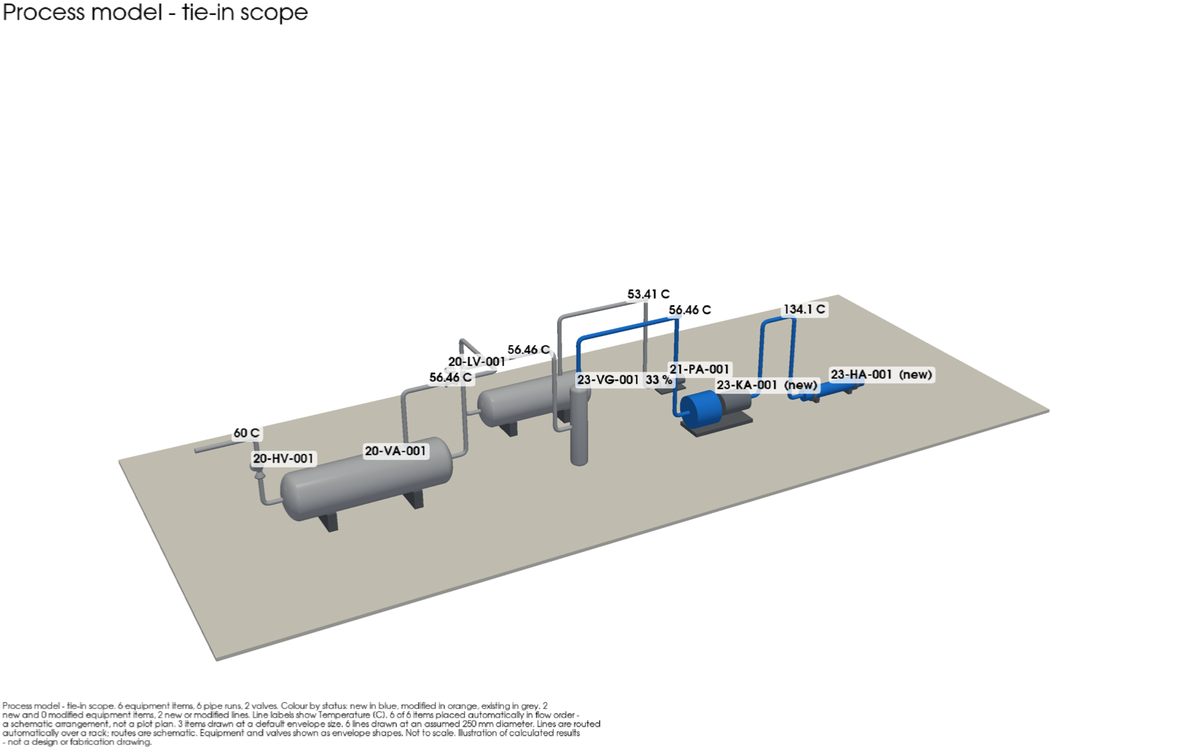 Process model - tie-in scope
53.41 C
56.46 C
134.1 C
56.46 C
20-LV-001
21-PA-001
23-HA-001 (new)
56.46 C
23-VG-001 33 %
23-KA-001 (new)
60 C
20-VA-001
20-HV-001
Process model - tie-in scope. 6 equipment items, 6 pipe runs, 2 valves. Colour by status: new in blue, modified in orange, existing in grey. 2
new and 0 modified equipment items, 2 new or modified lines. Line labels show Temperature (C). 6 of 6 items placed automatically in flow order -
a schematic arrangement, not a plot plan. 3 items drawn at a default envelope size. 6 lines drawn at an assumed 250 mm diameter. Lines are routed
automatically over a rack; routes are schematic. Equipment and valves shown as envelope shapes. Not to scale. Illustration of calculated results
- not a design or fabrication drawing.